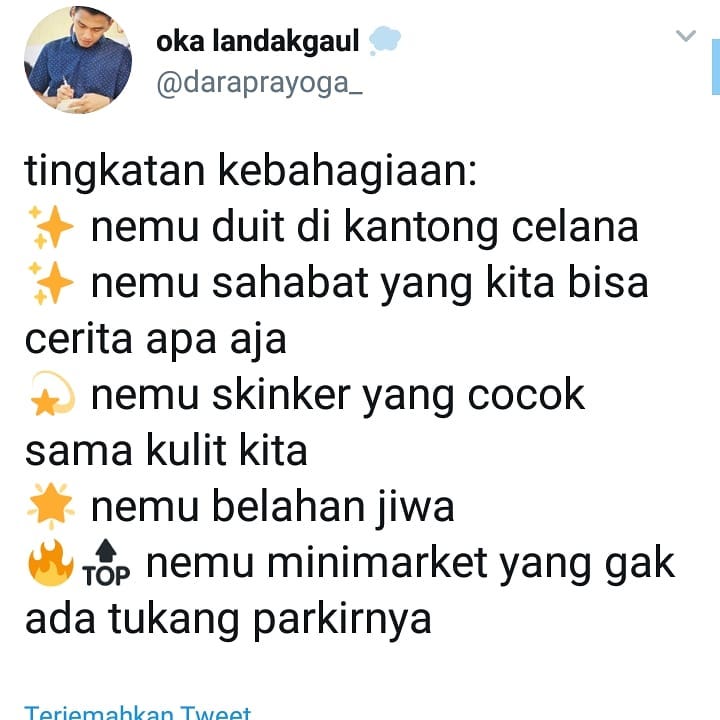 oka landakgaul 💭
@daraprayoga_
tingkatan kebahagiaan:
✨ nemu duit di kantong celana
✨ nemu sahabat yang kita bisa
cerita apa aja
💫 nemu skinker yang cocok
sama kulit kita
🌟 nemu belahan jiwa
🔥🔝 nemu minimarket yang gak
ada tukang parkirnya
Terjemahkan Tweet